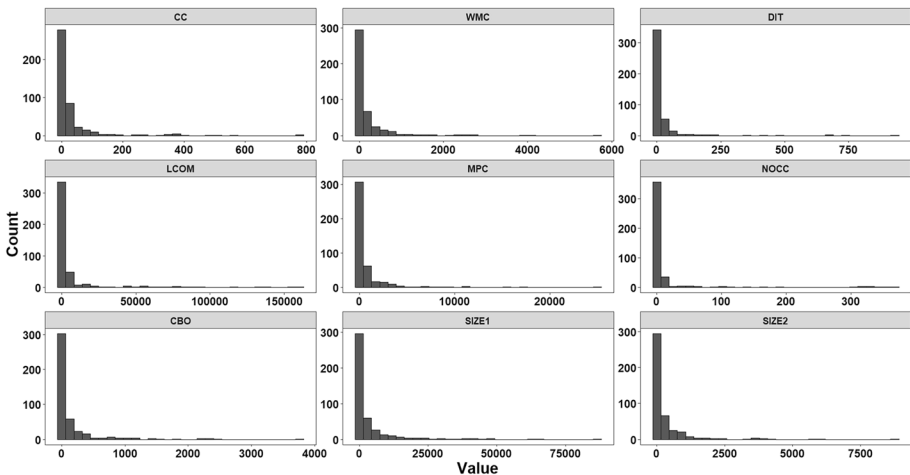 CC WMC DIT
300 300
200 200 200
100 100 100
0 0 0
0 200 400 600 800 0 2000 4000 6000 0 250 500 750
LCOM MPC NOCC
300 300 300
200 200 200
100 100 100
0 0 0
0 50000 100000 150000 0 10000 20000 0 100 200 300
CBO SIZE1 SIZE2
300 300 300
200 200 200
100 100 100
0 0 0
0 1000 2000 3000 4000 0 25000 50000 75000 0 2500 5000 7500
Count
Value